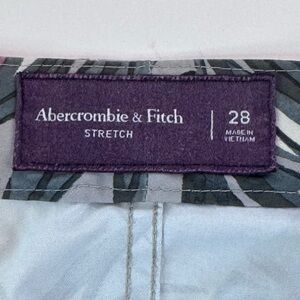 Abercrombie & Fitch
STRETCH
28
MADE IN
VIETNAM